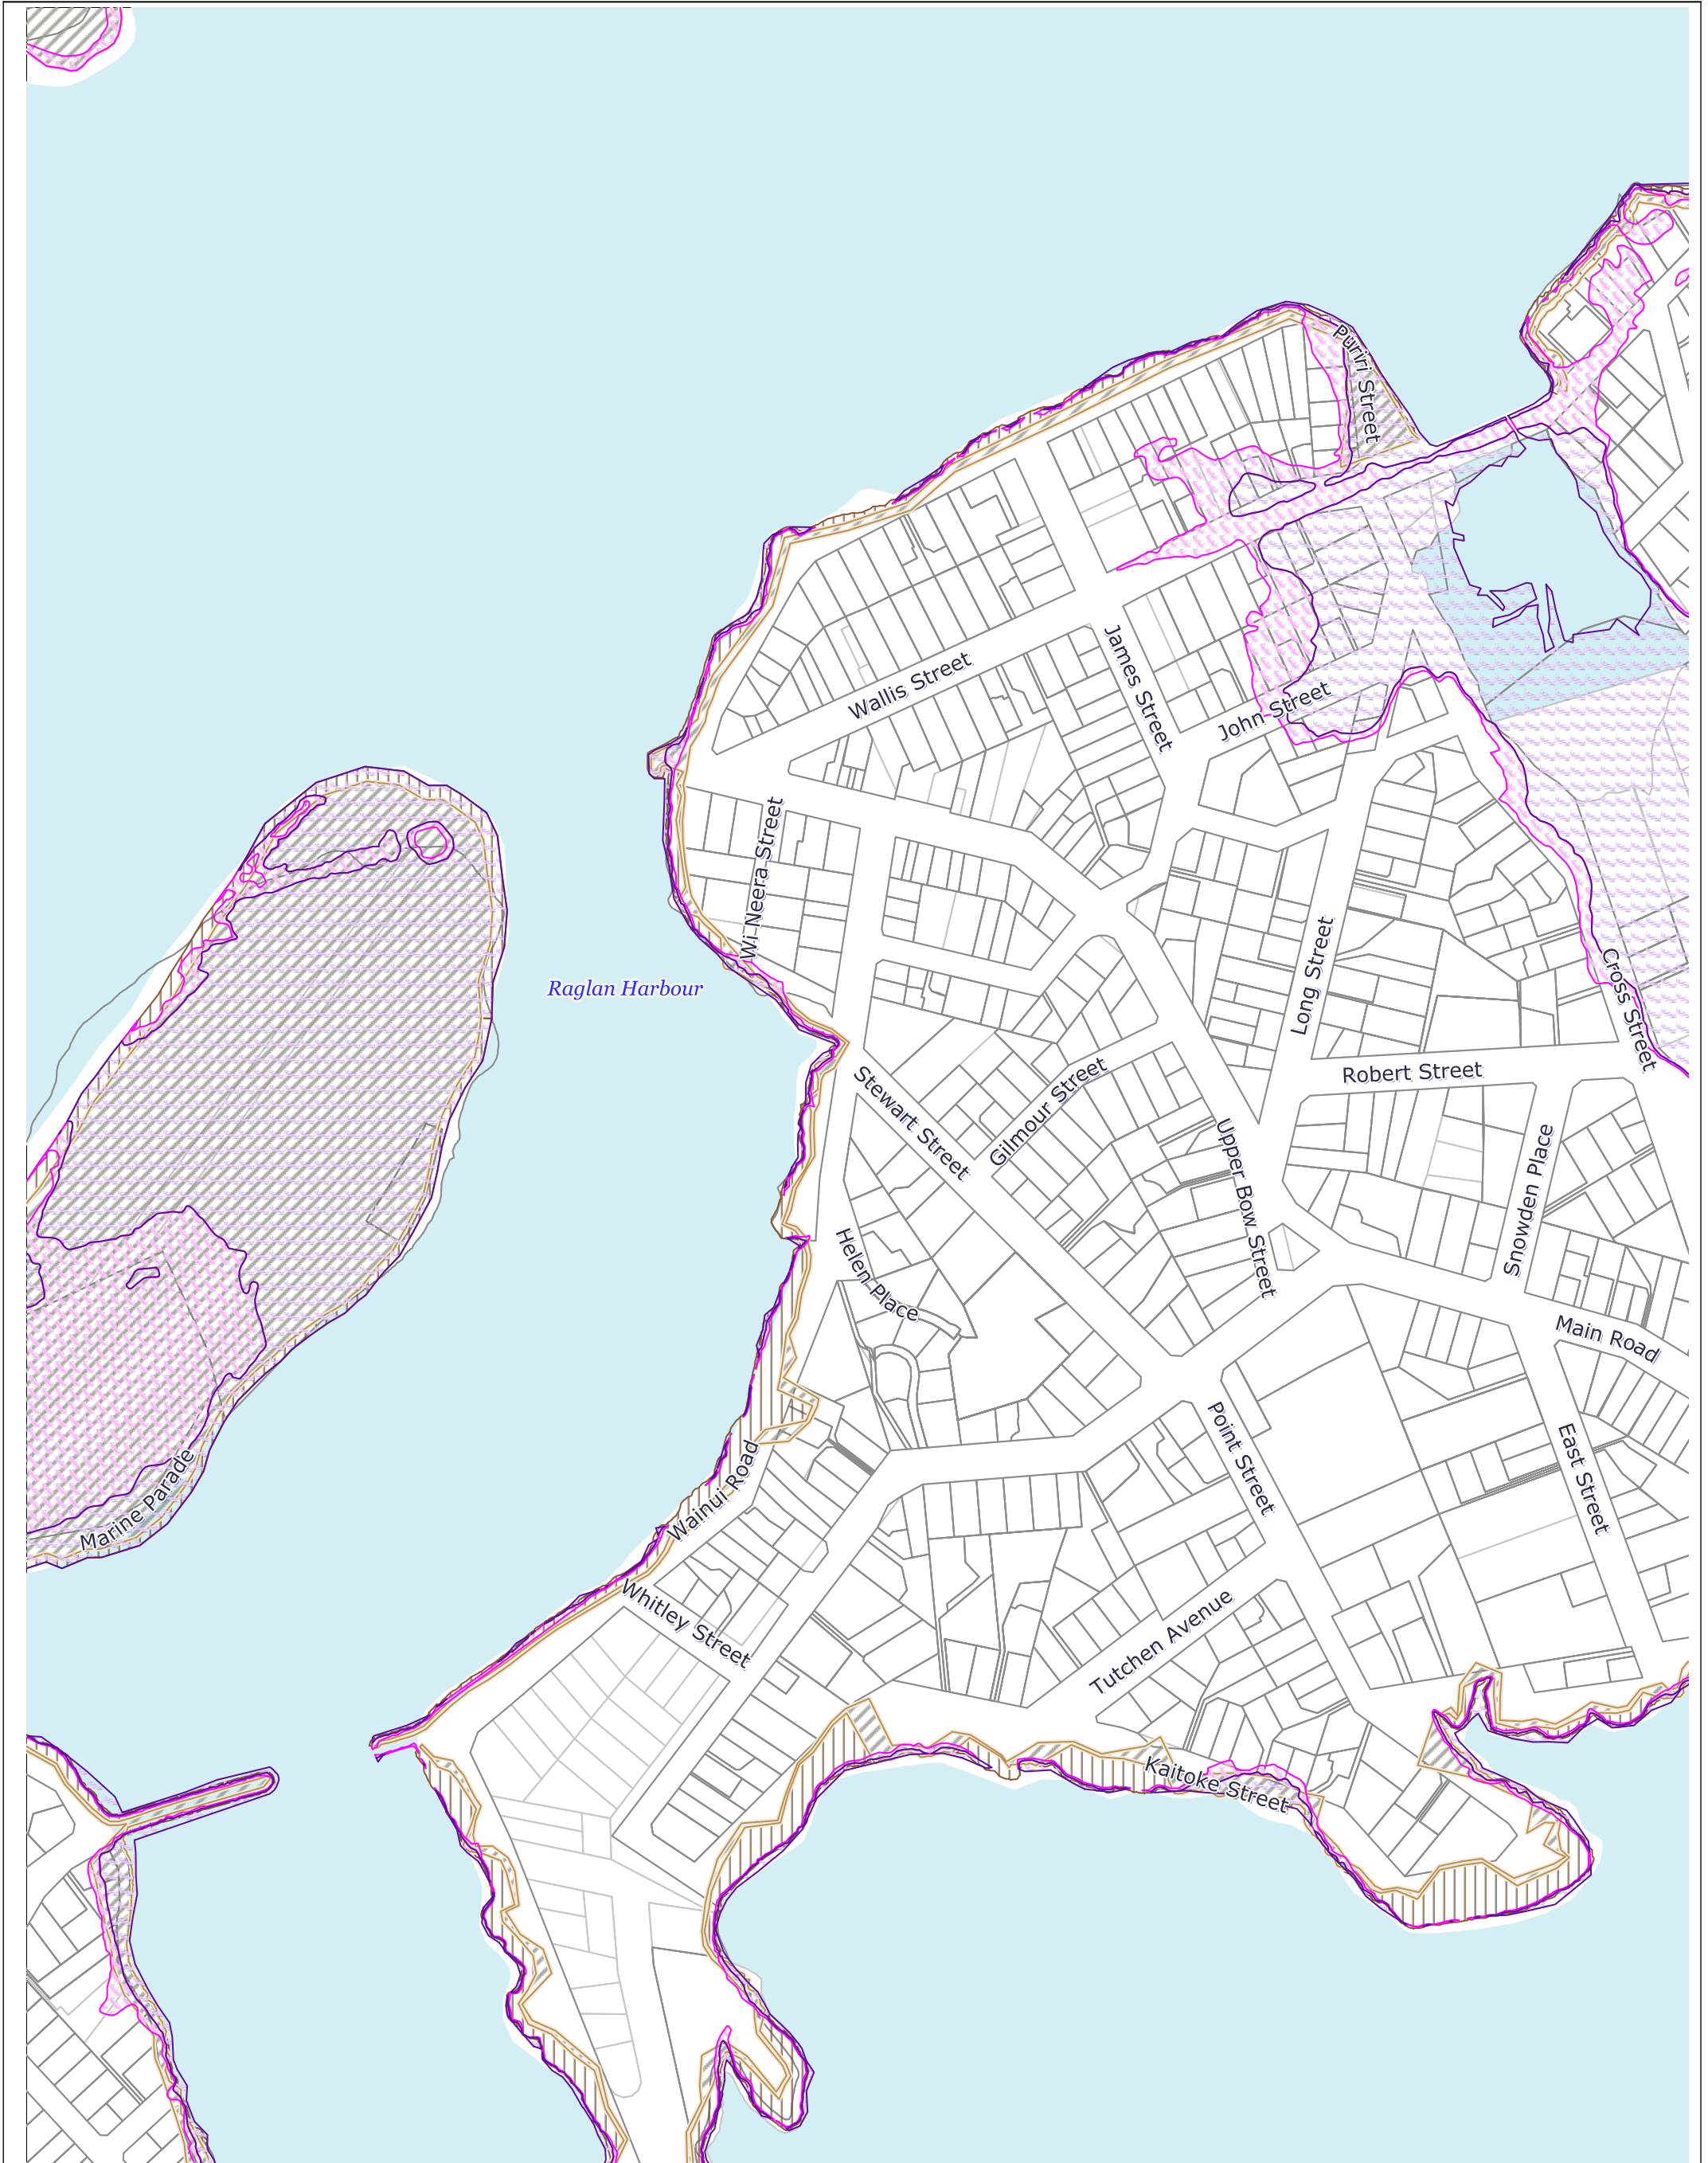 Puriri Street
James Street
Wallis Street
John Street
Wi Neera Street
Raglan Harbour
Long Street
Cross Street
Robert Street
Stewart Street
Gilmour Street
Upper Bow Street
Snowden Place
Helen Place
Main Road
Point Street
East Street
Marine Parade
Wainui Road
Whitley Street
Tutchen Avenue
Kaitoke Street